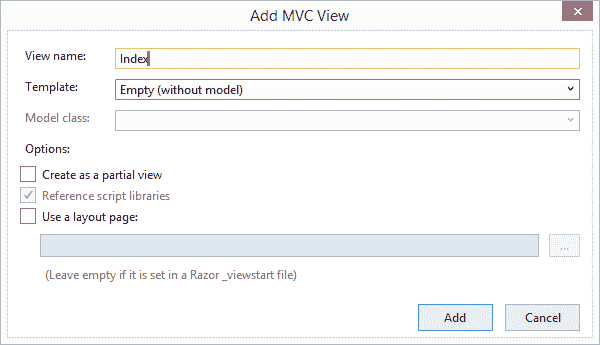 Add MVC View
View name: Index
Template: Empty (without model)
Model class:
Options:
Create as a partial view
Reference script libraries
Use a layout page:
...
(Leave empty if it is set in a Razor _viewstart file)
Add Cancel